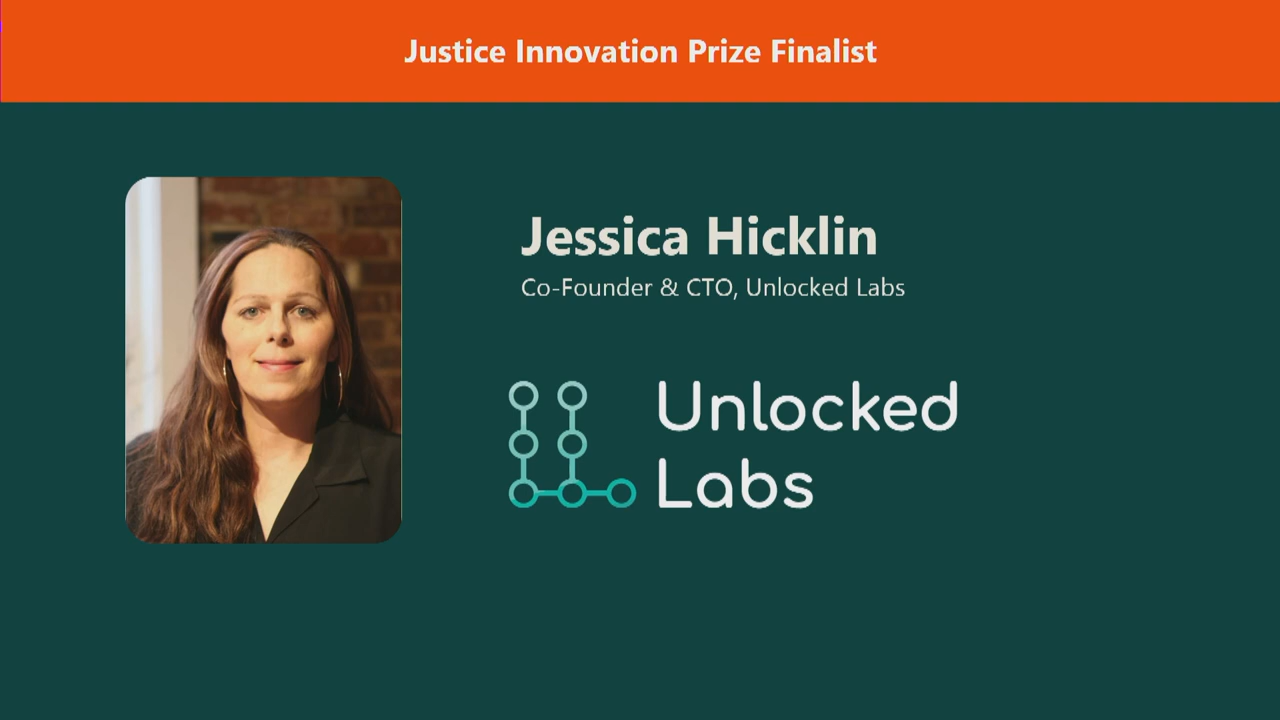 Justice Innovation Prize Finalist
Jessica Hicklin
Co-Founder & CTO, Unlocked Labs
Unlocked
Labs